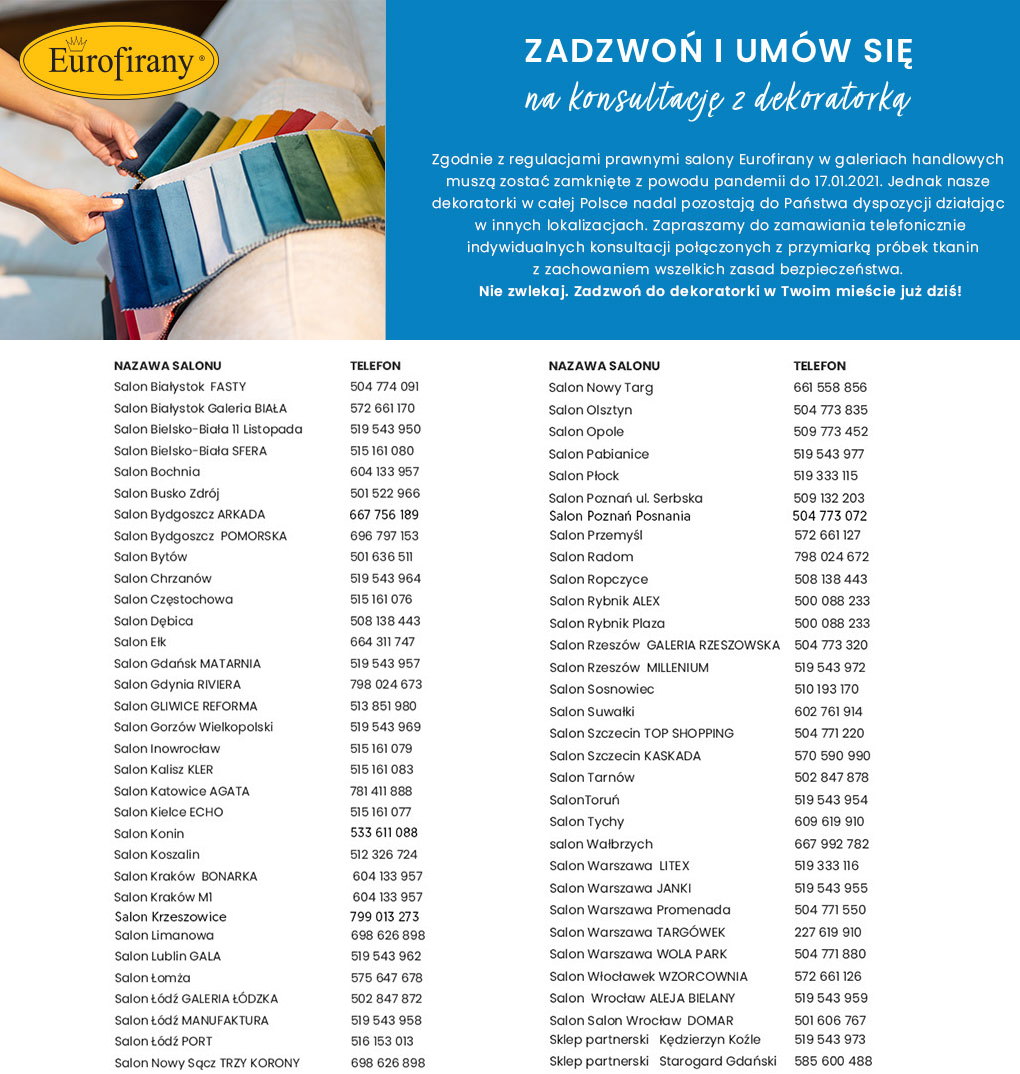 Eurofirany ®
ZADZWOŃ I UMÓW SIĘ
na konsultację z dekoratorką
Zgodnie z regulacjami prawnymi salony Eurofirany w galeriach handlowych
muszą zostać zamknięte z powodu pandemii do 17.01.2021. Jednak nasze
dekoratorki w całej Polsce nadal pozostają do Państwa dyspozycji działając
w innych lokalizacjach. Zapraszamy do zamawiania telefonicznie
indywidualnych konsultacji połączonych z przymiarką próbek tkanin
z zachowaniem wszelkich zasad bezpieczeństwa.
Nie zwlekaj. Zadzwoń do dekoratorki w Twoim mieście już dziś!
NAZAWA SALONU TELEFON
Salon Białystok FASTY 504 774 091
Salon Białystok Galeria BIAŁA 572 661 170
Salon Bielsko-Biała 11 Listopada 519 543 950
Salon Bielsko-Biała SFERA 515 161 080
Salon Bochnia 604 133 957
Salon Busko Zdrój 501 522 966
Salon Bydgoszcz ARKADA 667 756 189
Salon Bydgoszcz POMORSKA 696 797 153
Salon Bytów 501 636 511
Salon Chrzanów 519 543 964
Salon Częstochowa 515 161 076
Salon Dębica 508 138 443
Salon Ełk 664 311 747
Salon Gdańsk MATARNIA 519 543 957
Salon Gdynia RIVIERA 798 024 673
Salon GLIWICE REFORMA 513 851 980
Salon Gorzów Wielkopolski 519 543 969
Salon Inowrocław 515 161 079
Salon Kalisz KLER 515 161 083
Salon Katowice AGATA 781 411 888
Salon Kielce ECHO 515 161 077
Salon Konin 533 611 088
Salon Koszalin 512 326 724
Salon Kraków BONARKA 604 133 957
Salon Kraków M1 604 133 957
Salon Krzeszowice 799 013 273
Salon Limanowa 698 626 898
Salon Lublin GALA 519 543 962
Salon Łomża 575 647 678
Salon Łódź GALERIA ŁÓDZKA 502 847 872
Salon Łódź MANUFAKTURA 519 543 958
Salon Łódź PORT 516 153 013
Salon Nowy Sącz TRZY KORONY 698 626 898
NAZAWA SALONU TELEFON
Salon Nowy Targ 661 558 856
Salon Olsztyn 504 773 835
Salon Opole 509 773 452
Salon Pabianice 519 543 977
Salon Płock 519 333 115
Salon Poznań ul. Serbska 509 132 203
Salon Poznań Posnania 504 773 072
Salon Przemyśl 572 661 127
Salon Radom 798 024 672
Salon Ropczyce 508 138 443
Salon Rybnik ALEX 500 088 233
Salon Rybnik Plaza 500 088 233
Salon Rzeszów GALERIA RZESZOWSKA 504 773 320
Salon Rzeszów MILLENIUM 519 543 972
Salon Sosnowiec 510 193 170
Salon Suwałki 602 761 914
Salon Szczecin TOP SHOPPING 504 771 220
Salon Szczecin KASKADA 570 590 990
Salon Tarnów 502 847 878
SalonToruń 519 543 954
Salon Tychy 609 619 910
salon Wałbrzych 667 992 782
Salon Warszawa LITEX 519 333 116
Salon Warszawa JANKI 519 543 955
Salon Warszawa Promenada 504 771 550
Salon Warszawa TARGÓWEK 227 619 910
Salon Warszawa WOLA PARK 504 771 880
Salon Włocławek WZORCOWNIA 572 661 126
Salon Wrocław ALEJA BIELANY 519 543 959
Salon Salon Wrocław DOMAR 501 606 767
Sklep partnerski Kędzierzyn Koźle 519 543 973
Sklep partnerski Starogard Gdański 585 600 488